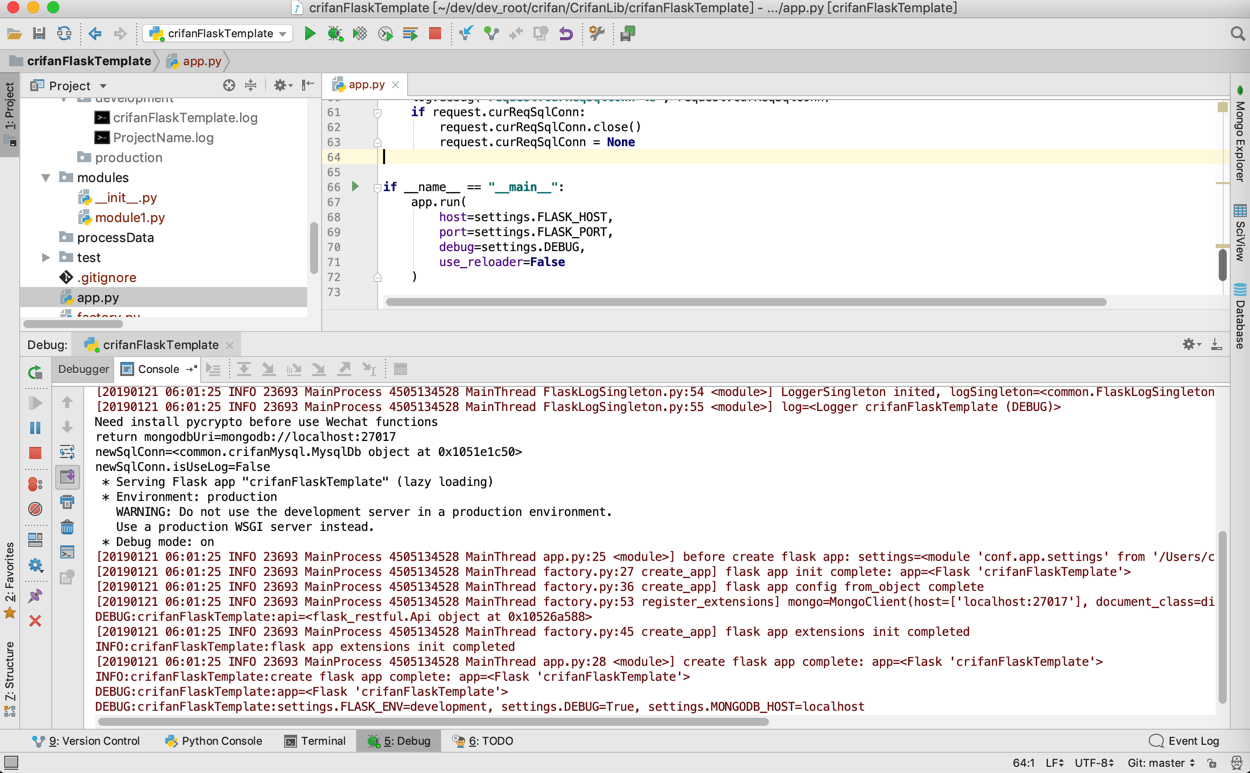 crifanFlaskTemplate [~/dev/dev_root/crifan/CrifanLib/crifanFlaskTemplate] - .../app.py [crifanFlaskTemplate]
crifanFlaskTemplate
crifanFlaskTemplate app.py
1: Project
Project
app.py
development
crifanFlaskTemplate.log
ProjectName.log
production
modules
__init__.py
module1.py
processData
test
.gitignore
app.py
factory.py
61 if request.curReqSqlConn:
62 request.curReqSqlConn.close()
63 request.curReqSqlConn = None
64
65
66 if __name__ == "__main__":
67 app.run(
68 host=settings.FLASK_HOST,
69 port=settings.FLASK_PORT,
70 debug=settings.DEBUG,
71 use_reloader=False
72 )
73
Mongo Explorer
SciView
Database
Debug: crifanFlaskTemplate
Debugger Console
[20190121 06:01:25 INFO 23693 MainProcess 4505134528 MainThread FlaskLogSingleton.py:54 <module>] LoggerSingleton inited, logSingleton=<common.FlaskLogSingleton
[20190121 06:01:25 INFO 23693 MainProcess 4505134528 MainThread FlaskLogSingleton.py:55 <module>] log=<Logger crifanFlaskTemplate (DEBUG)>
Need install pycrypto before use Wechat functions
return mongodbUri=mongodb://localhost:27017
newSqlConn=<common.crifanMysql.MysqlDb object at 0x1051e1c50>
newSqlConn.isUseLog=False
* Serving Flask app "crifanFlaskTemplate" (lazy loading)
* Environment: production
WARNING: Do not use the development server in a production environment.
Use a production WSGI server instead.
* Debug mode: on
[20190121 06:01:25 INFO 23693 MainProcess 4505134528 MainThread app.py:25 <module>] before create flask app: settings=<module 'conf.app.settings' from '/Users/c
[20190121 06:01:25 INFO 23693 MainProcess 4505134528 MainThread factory.py:27 create_app] flask app init complete: app=<Flask 'crifanFlaskTemplate'>
[20190121 06:01:25 INFO 23693 MainProcess 4505134528 MainThread factory.py:36 create_app] flask app config from_object complete
[20190121 06:01:25 INFO 23693 MainProcess 4505134528 MainThread factory.py:53 register_extensions] mongo=MongoClient(host=['localhost:27017'], document_class=di
DEBUG:crifanFlaskTemplate:api=<flask_restful.Api object at 0x10526a588>
[20190121 06:01:25 INFO 23693 MainProcess 4505134528 MainThread factory.py:45 create_app] flask app extensions init completed
INFO:crifanFlaskTemplate:flask app extensions init completed
[20190121 06:01:25 INFO 23693 MainProcess 4505134528 MainThread app.py:28 <module>] create flask app complete: app=<Flask 'crifanFlaskTemplate'>
INFO:crifanFlaskTemplate:create flask app complete: app=<Flask 'crifanFlaskTemplate'>
DEBUG:crifanFlaskTemplate:app=<Flask 'crifanFlaskTemplate'>
DEBUG:crifanFlaskTemplate:settings.FLASK_ENV=development, settings.DEBUG=True, settings.MONGODB_HOST=localhost
2: Favorites
7: Structure
9: Version Control Python Console Terminal 5: Debug 6: TODO Event Log
64:1 LF UTF-8 Git: master